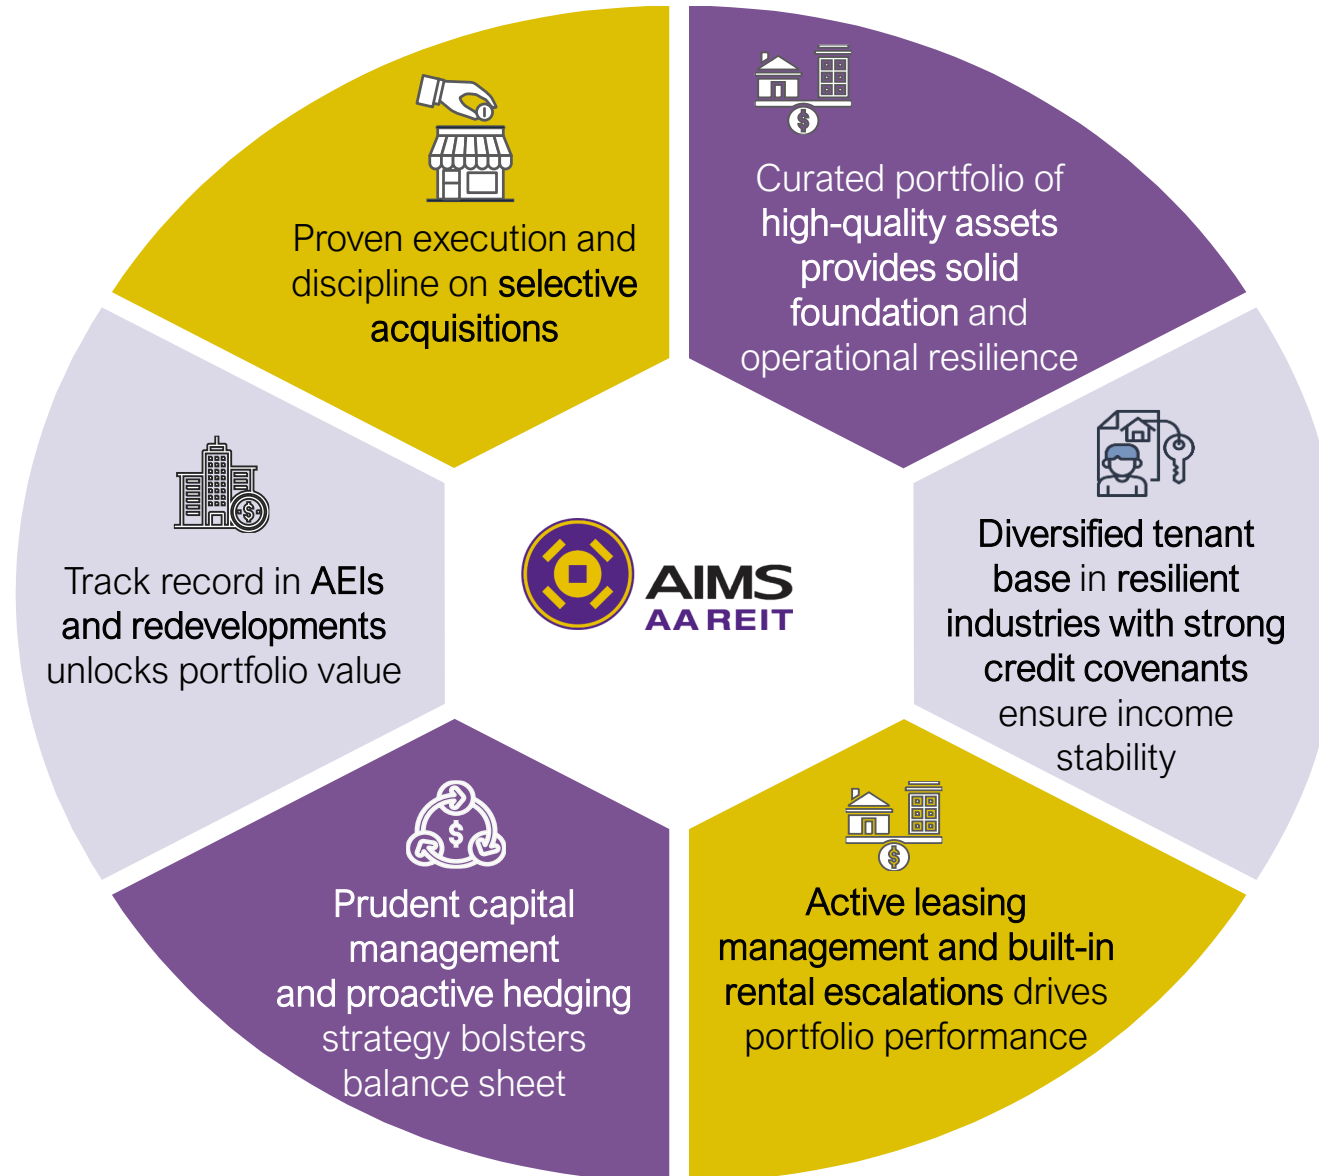 Proven execution and
discipline on selective
acquisitions
Curated portfolio of
high-quality assets
provides solid
foundation and
operational resilience
Track record in AEIs
and redevelopments
unlocks portfolio value
AIMS
AA REIT
Diversified tenant
base in resilient
industries with strong
credit covenants
ensure income
stability
Prudent capital
management
and proactive hedging
strategy bolsters
balance sheet
Active leasing
management and built-in
rental escalations drives
portfolio performance